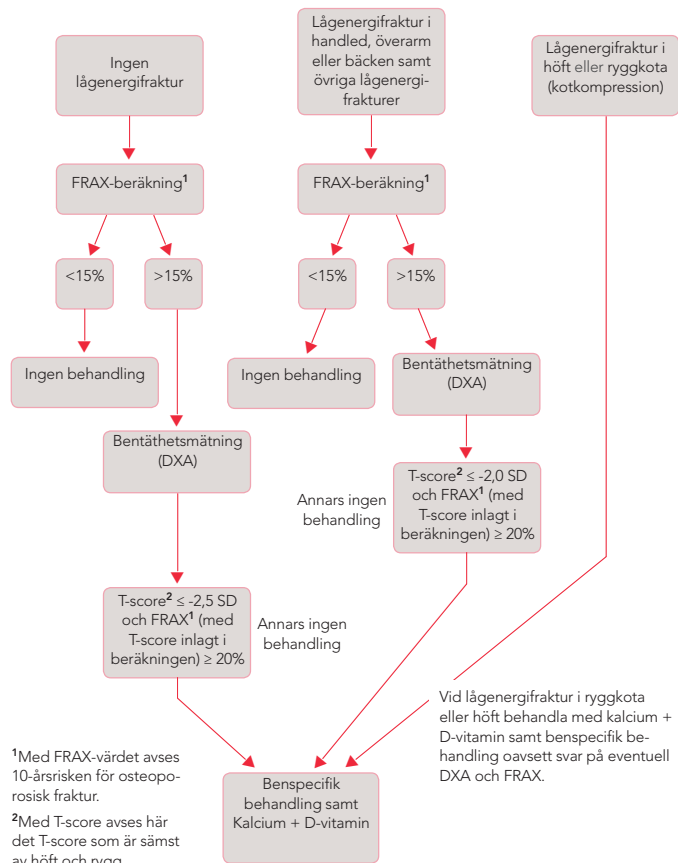 Ingen
lågenergifraktur
Lågenergifraktur i
handled, överarm
eller bäcken samt
övriga lågenergi-
frakturer
Lågenergifraktur i
höft eller ryggkota
(kotkompression)
FRAX-beräkning1
FRAX-beräkning1
<15%
>15%
<15%
>15%
Ingen behandling
Ingen behandling
Bentäthetsmätning
(DXA)
Bentäthetsmätning
(DXA)
Annars ingen
behandling
T-score2 ≤ -2,0 SD
och FRAX1 (med
T-score inlagt i
beräkningen) ≥ 20%
T-score2 ≤ -2,5 SD
och FRAX1 (med
T-score inlagt i
beräkningen) ≥ 20%
Annars ingen
behandling
Vid lågenergifraktur i ryggkota
eller höft behandla med kalcium +
D-vitamin samt benspecifik be-
handling oavsett svar på eventuell
DXA och FRAX.
1Med FRAX-värdet avses
10-årsrisken för osteopo-
rosisk fraktur.
2Med T-score avses här
det T-score som är sämst
av höft och rygg
Benspecifik
behandling samt
Kalcium + D-vitamin